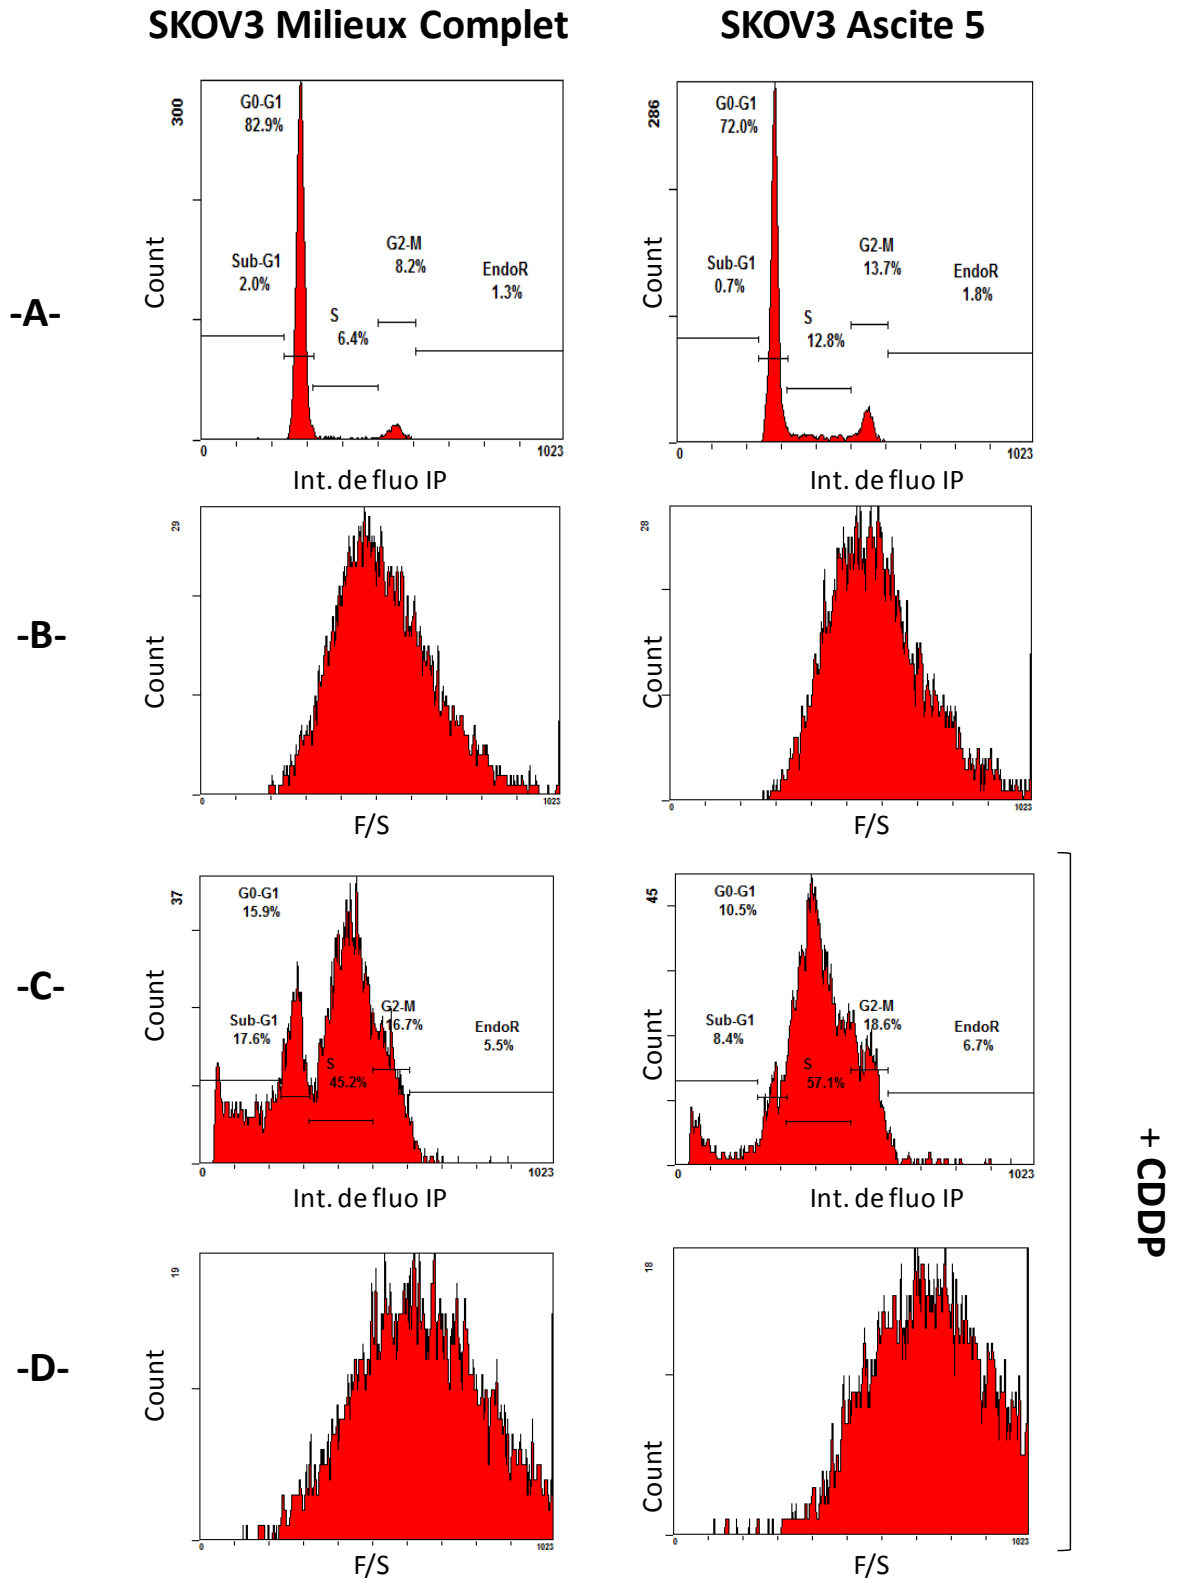 SKOV3 Milieux Complet
SKOV3 Ascite 5
-A-
300
Count
G0-G1
82.9%
Sub-G1
2.0%
S
6.4%
G2-M
8.2%
EndoR
1.3%
0
1023
Int. de fluo IP
286
Count
G0-G1
72.0%
Sub-G1
0.7%
S
12.8%
G2-M
13.7%
EndoR
1.8%
0
1023
Int. de fluo IP
-B-
29
Count
0
1023
F/S
28
Count
0
1023
F/S
-C-
37
Count
G0-G1
15.9%
Sub-G1
17.6%
S
45.2%
G2-M
16.7%
EndoR
5.5%
0
1023
Int. de fluo IP
45
Count
G0-G1
10.5%
Sub-G1
8.4%
S
57.1%
G2-M
18.6%
EndoR
6.7%
0
1023
Int. de fluo IP
+ CDDP
-D-
19
Count
0
1023
F/S
18
Count
0
1023
F/S